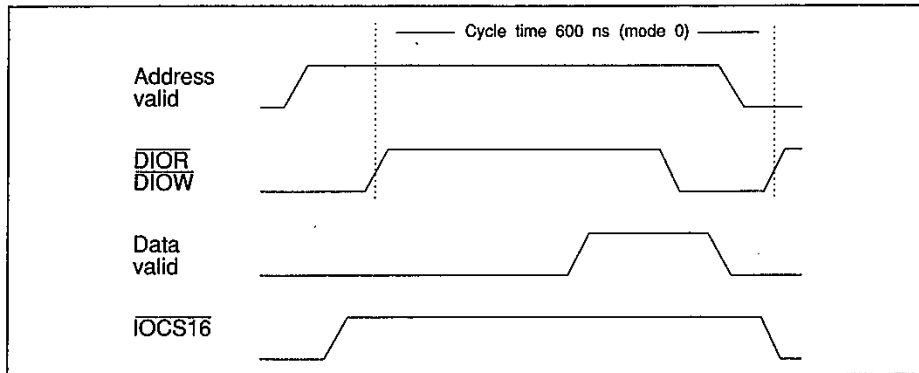 Cycle time 600 ns (mode 0)
Address
valid
DIOR
DIOW
Data
valid
IOCS16